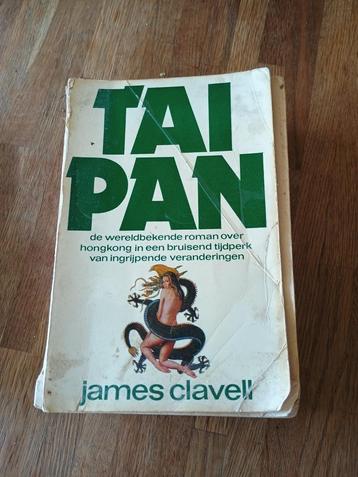 TAI
PAN
de wereldbekende roman over
hongkong in een bruisend tijdperk
van ingrijpende veranderingen
james clavell